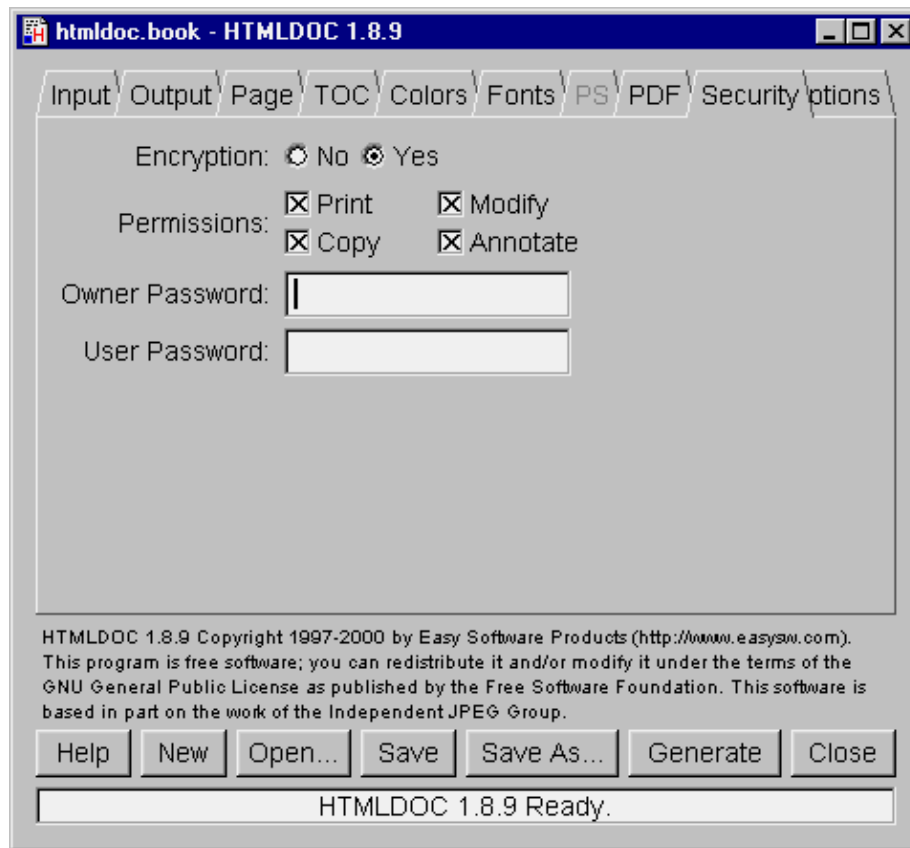 htmldoc.book - HTMLDOC 1.8.9
Input Output Page TOC Colors Fonts PS PDF Security ptions
Encryption: No Yes
Print Modify
Permissions:
Copy Annotate
Owner Password:
User Password:
HTMLDOC 1.8.9 Copyright 1997-2000 by Easy Software Products (http://www.easysw.com).
This program is free software; you can redistribute it and/or modify it under the terms of the
GNU General Public License as published by the Free Software Foundation. This software is
based in part on the work of the Independent JPEG Group.
Help New Open... Save Save As... Generate Close
HTMLDOC 1.8.9 Ready.